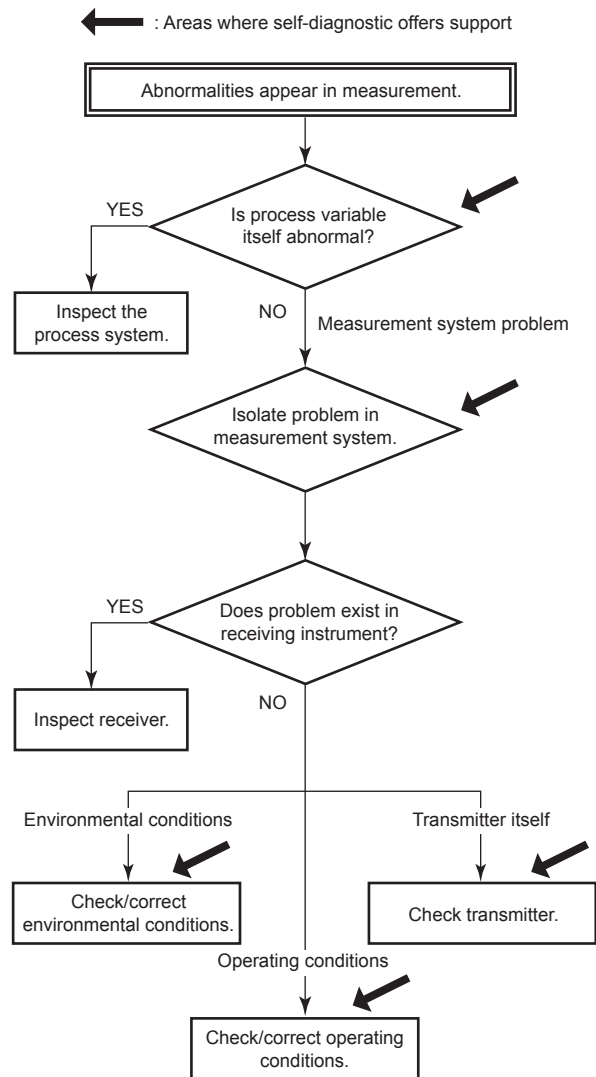 : Areas where self-diagnostic offers support
Abnormalities appear in measurement.
YES
Is process variable
itself abnormal?
Inspect the
process system.
NO
Measurement system problem
Isolate problem in
measurement system.
YES
Does problem exist in
receiving instrument?
Inspect receiver.
NO
Environmental conditions
Transmitter itself
Check/correct
environmental conditions.
Check transmitter.
Operating conditions
Check/correct operating
conditions.